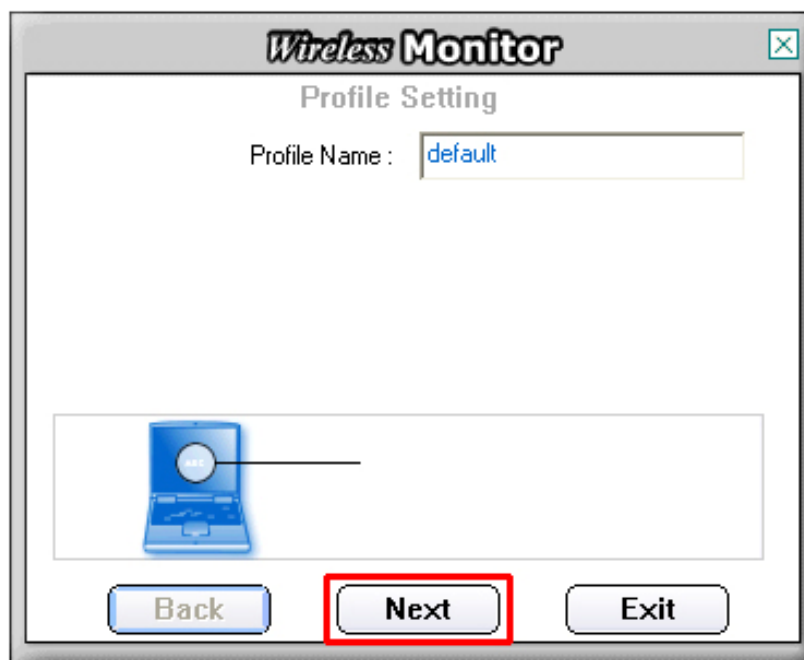 Wireless Monitor
Profile Setting
Profile Name : default
Back Next Exit